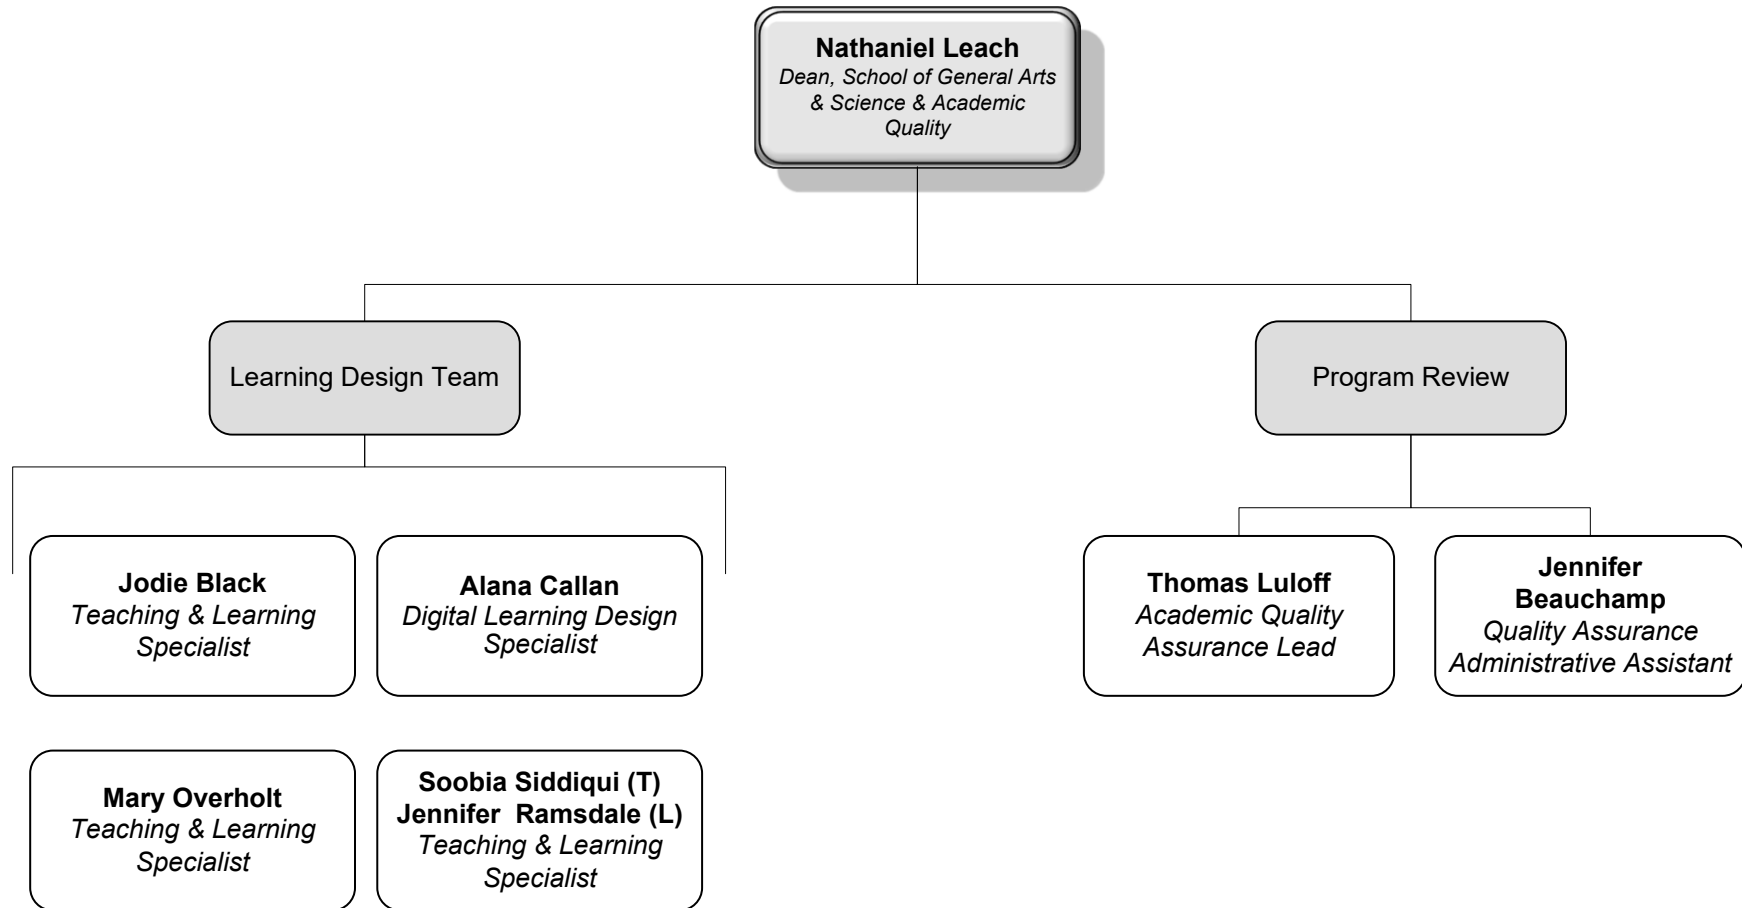 Nathaniel Leach
Dean, School of General Arts
& Science & Academic
Quality
Learning Design Team
Program Review
Jodie Black
Teaching & Learning
Specialist
Alana Callan
Digital Learning Design
Specialist
Thomas Luloff
Academic Quality
Assurance Lead
Jennifer
Beauchamp
Quality Assurance
Administrative Assistant
Mary Overholt
Teaching & Learning
Specialist
Soobia Siddiqui (T)
Jennifer  Ramsdale (L)
Teaching & Learning
Specialist